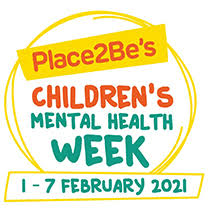 Place2Be's
CHILDREN'S
MENTAL HEALTH
WEEK
1 - 7 FEBRUARY 2021